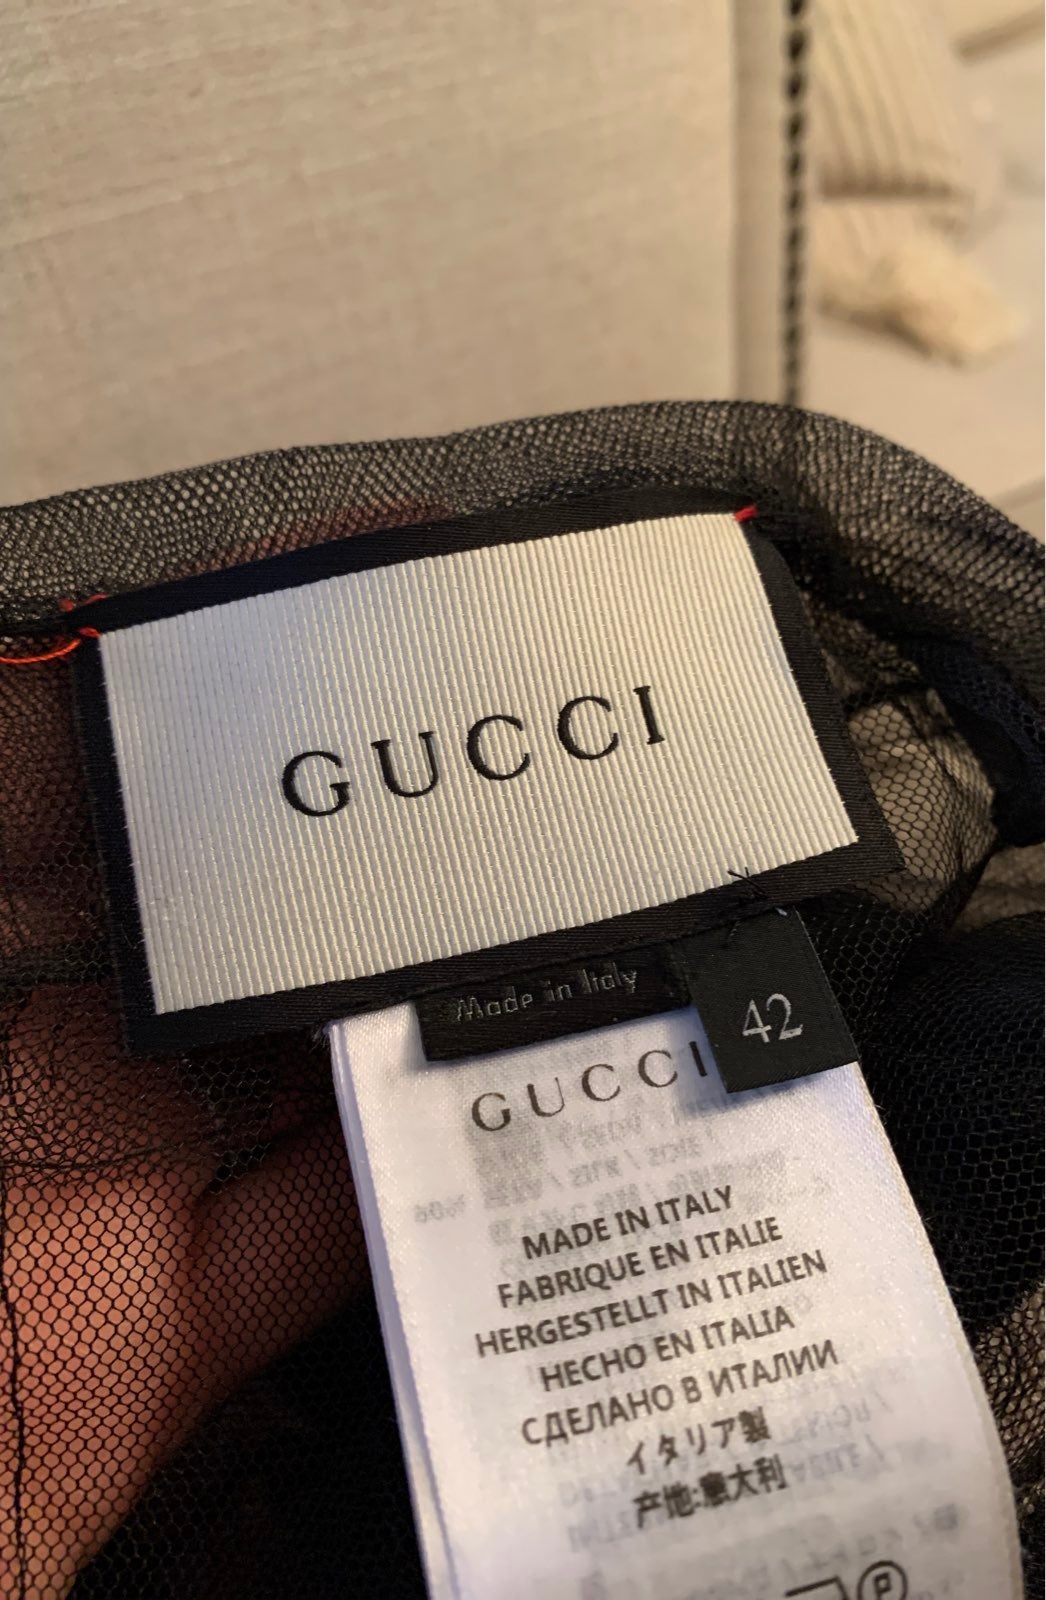 GUCCI
Made in Italy
42
GUCCI
MADE IN ITALY
FABRIQUE EN ITALIE
HERGESTELLT IN ITALIEN
HECHO EN ITALIA
СДЕЛАНО В ИТАЛИИ
イタリア製
产地:意大利
P